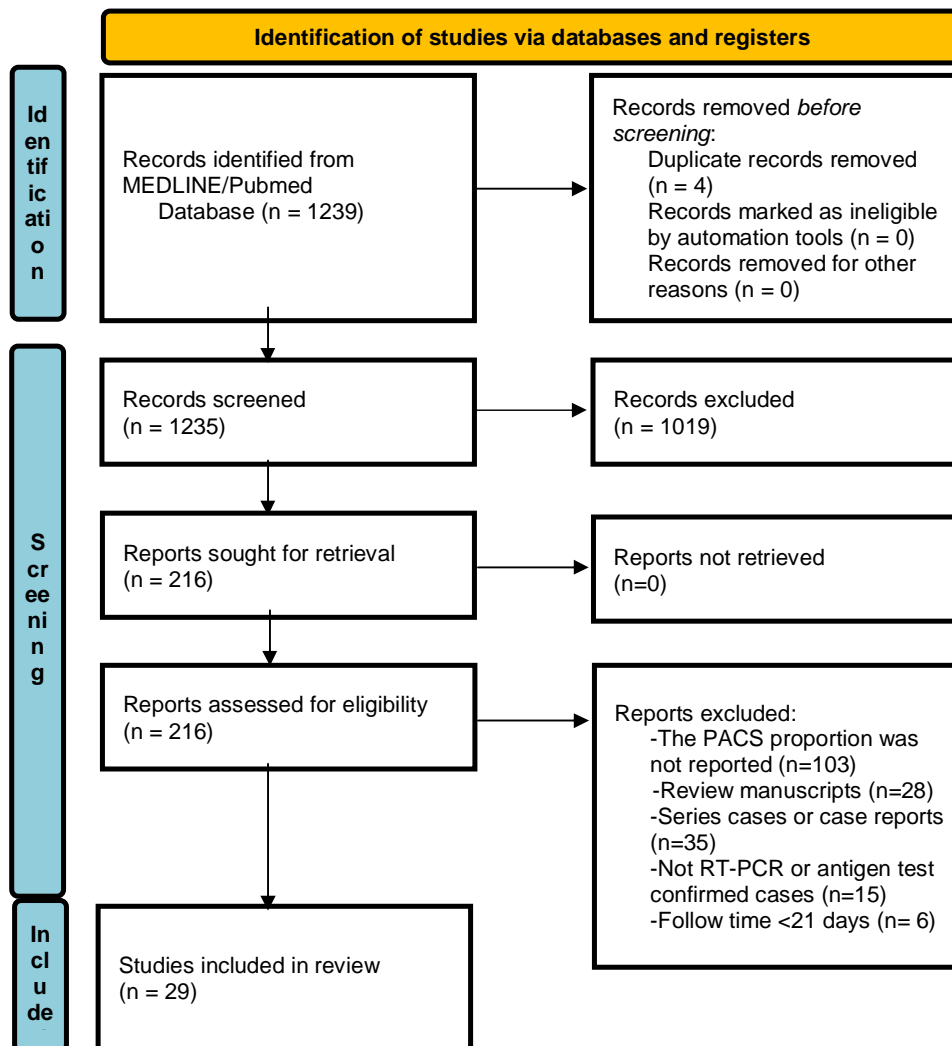 Identification of studies via databases and registers
Id
en
tif
ic
ati
o
n
Records identified from
MEDLINE/Pubmed
Database (n = 1239)
Records removed before
screening:
Duplicate records removed
(n = 4)
Records marked as ineligible
by automation tools (n = 0)
Records removed for other
reasons (n = 0)
S
cr
ee
ni
n
g
Records screened
(n = 1235)
Records excluded
(n = 1019)
Reports sought for retrieval
(n = 216)
Reports not retrieved
(n=0)
Reports assessed for eligibility
(n = 216)
Reports excluded:
-The PACS proportion was
not reported (n=103)
-Review manuscripts (n=28)
-Series cases or case reports
(n=35)
-Not RT-PCR or antigen test
confirmed cases (n=15)
-Follow time <21 days (n= 6)
In
cl
u
de
Studies included in review
(n = 29)